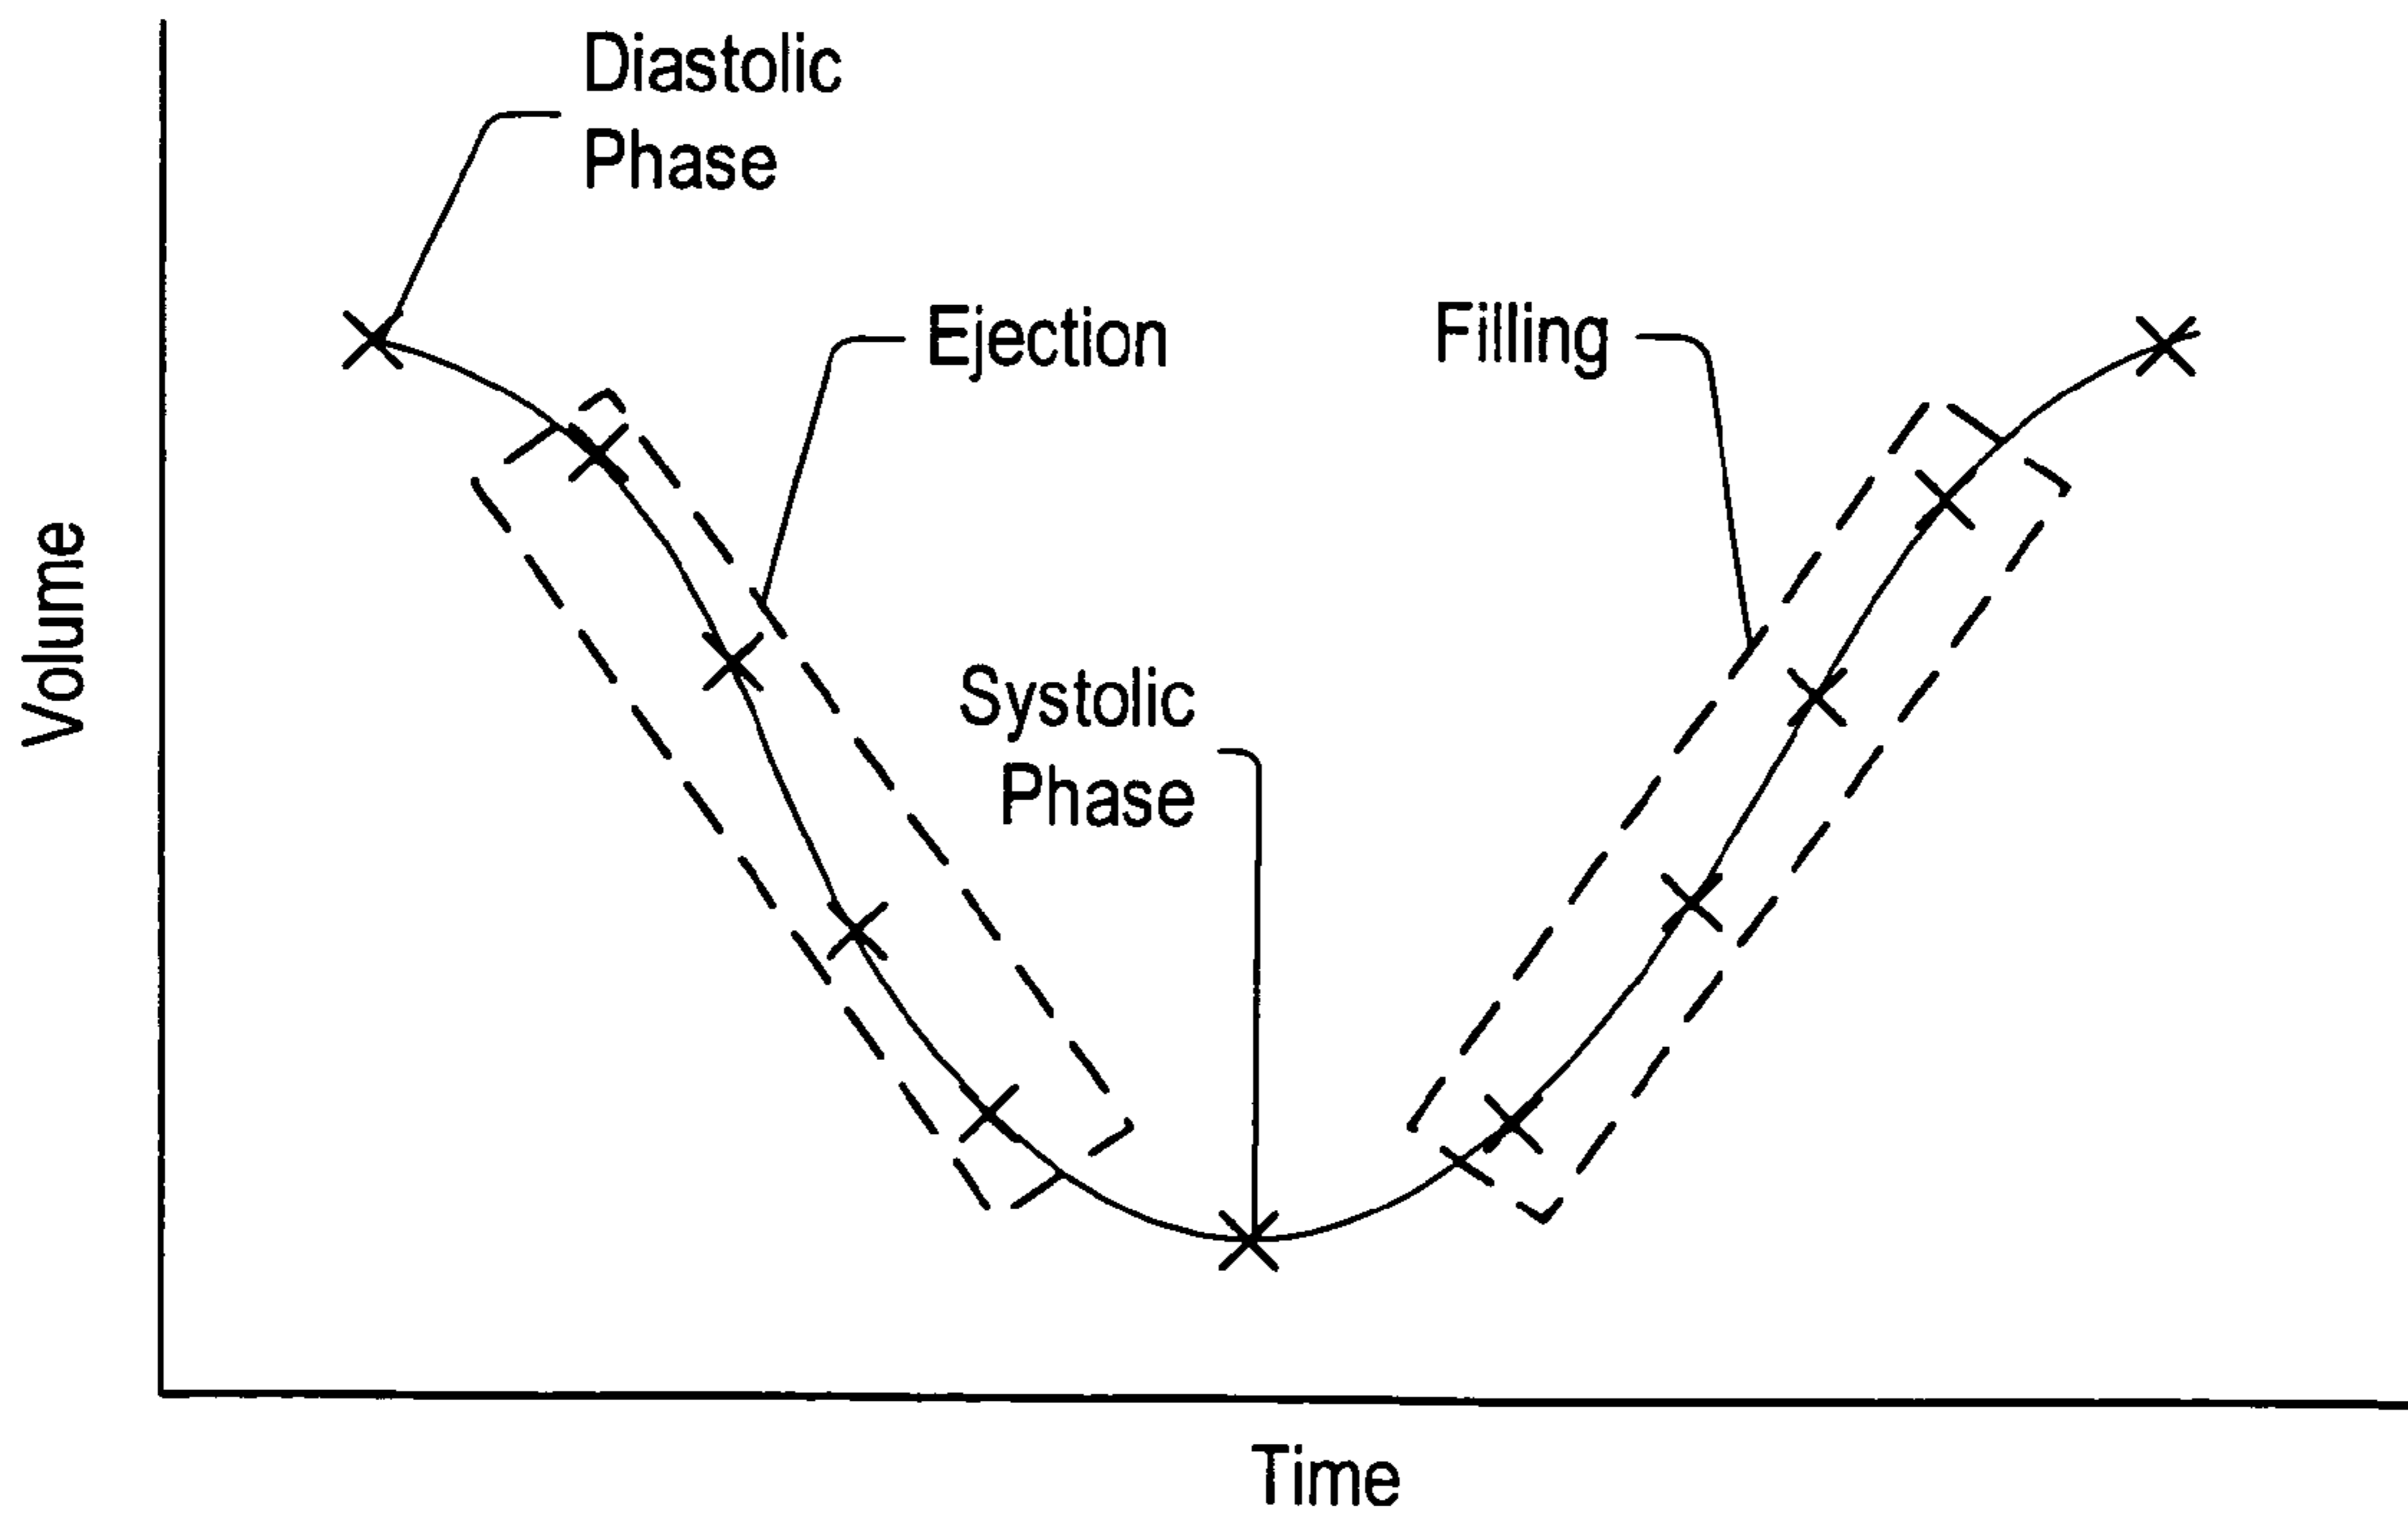 Diastolic
Phase
Ejection
Filling
Volume
Systolic
Phase
Time